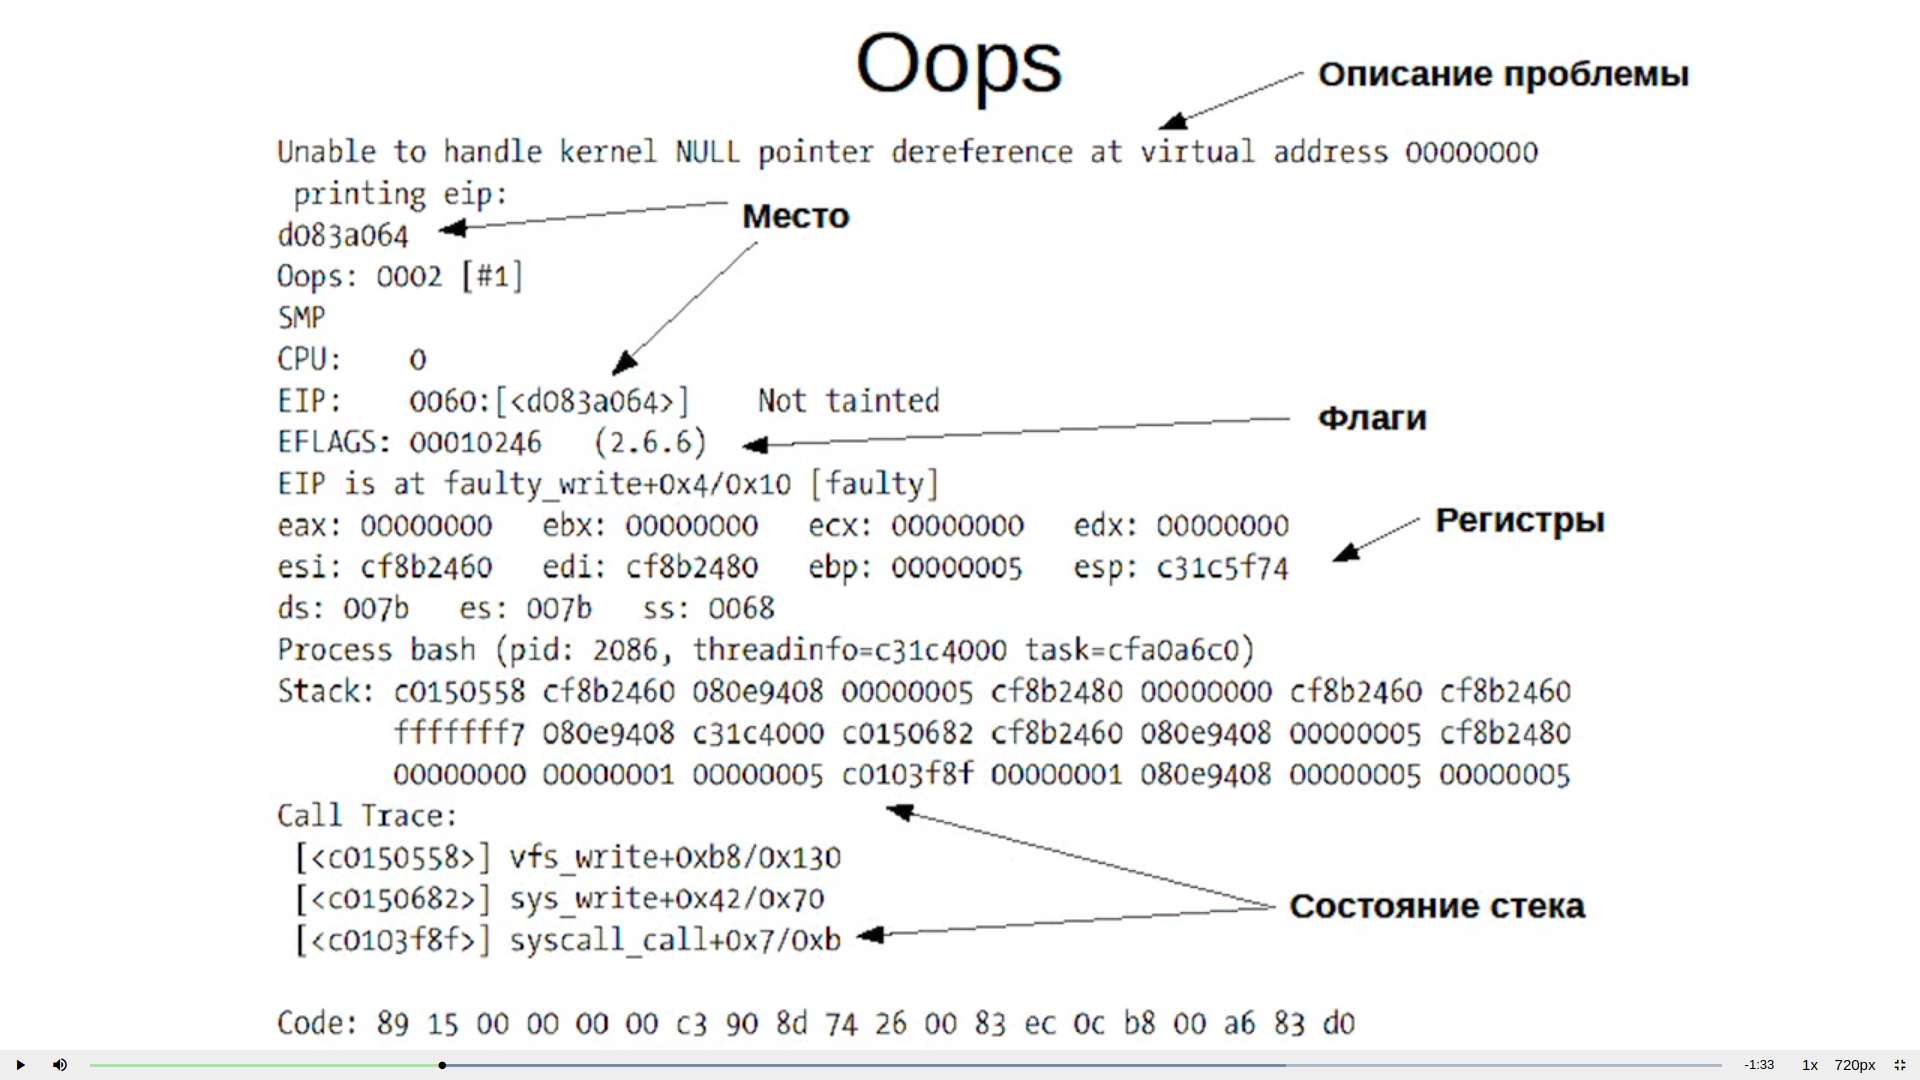 Oops
Описание проблемы
Unable to handle kernel NULL pointer dereference at virtual address 00000000
printing eip:
Место
d083a064
Oops: 0002 [#1]
SMP
CPU: 0
EIP: 0060:[<d083a064>] Not tainted
Флаги
EFLAGS: 00010246 (2.6.6)
EIP is at faulty_write+0x4/0x10 [faulty]
eax: 00000000 ebx: 00000000 ecx: 00000000 edx: 00000000
Регистры
esi: cf8b2460 edi: cf8b2480 ebp: 00000005 esp: c31c5f74
ds: 007b es: 007b ss: 0068
Process bash (pid: 2086, threadinfo=c31c4000 task=cfa0a6c0)
Stack: c0150558 cf8b2460 080e9408 00000005 cf8b2480 00000000 cf8b2460 cf8b2460
fffffff7 080e9408 c31c4000 c0150682 cf8b2460 080e9408 00000005 cf8b2480
00000000 00000001 00000005 c0103f8f 00000001 080e9408 00000005 00000005
Call Trace:
[<c0150558>] vfs_write+0xb8/0x130
[<c0150682>] sys_write+0x42/0x70
Состояние стека
[<c0103f8f>] syscall_call+0x7/0xb
Code: 89 15 00 00 00 00 c3 90 8d 74 26 00 83 ec 0c b8 00 a6 83 d0
-1:33 1x 720px